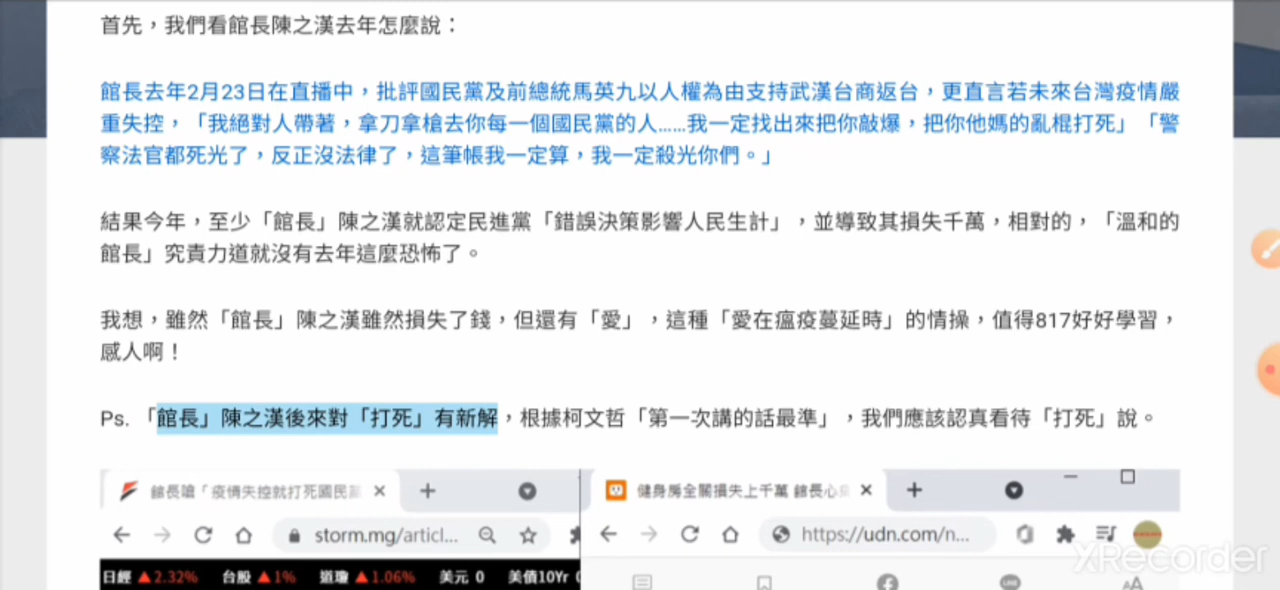 首先，我們看館長陳之漢去年怎麼說：
館長去年2月23日在直播中，批評國民黨及前總統馬英九以人權為由支持武漢台商返台，更直言若未來台灣疫情嚴
重失控，「我絕對人帶著，拿刀拿槍去你每一個國民黨的人......我一定找出來把你敲爆，把你他媽的亂棍打死」「警
察法官都死光了，反正沒法律了，這筆帳我一定算，我一定殺光你們。」
結果今年，至少「館長」陳之漢就認定民進黨「錯誤決策影響人民生計」，並導致其損失千萬，相對的，「溫和的
館長」究責力道就沒有去年這麼恐怖了。
我想，雖然「館長」陳之漢雖然損失了錢，但還有「愛」，這種「愛在瘟疫蔓延時」的情操，值得817好好學習，
感人啊！
Ps. 「館長」陳之漢後來對「打死」有新解，根據柯文哲「第一次講的話最準」，我們應該認真看待「打死」說。
館長嗆「疫情失控就打死國民黨
健身房全關損失上千萬 館長心
storm.mg/articl...
https://udn.com/n...
日經 ▲2.32% 台股 ▲1% 道瓊 ▲1.06% 美元 0 美債10Yr
XRecorder